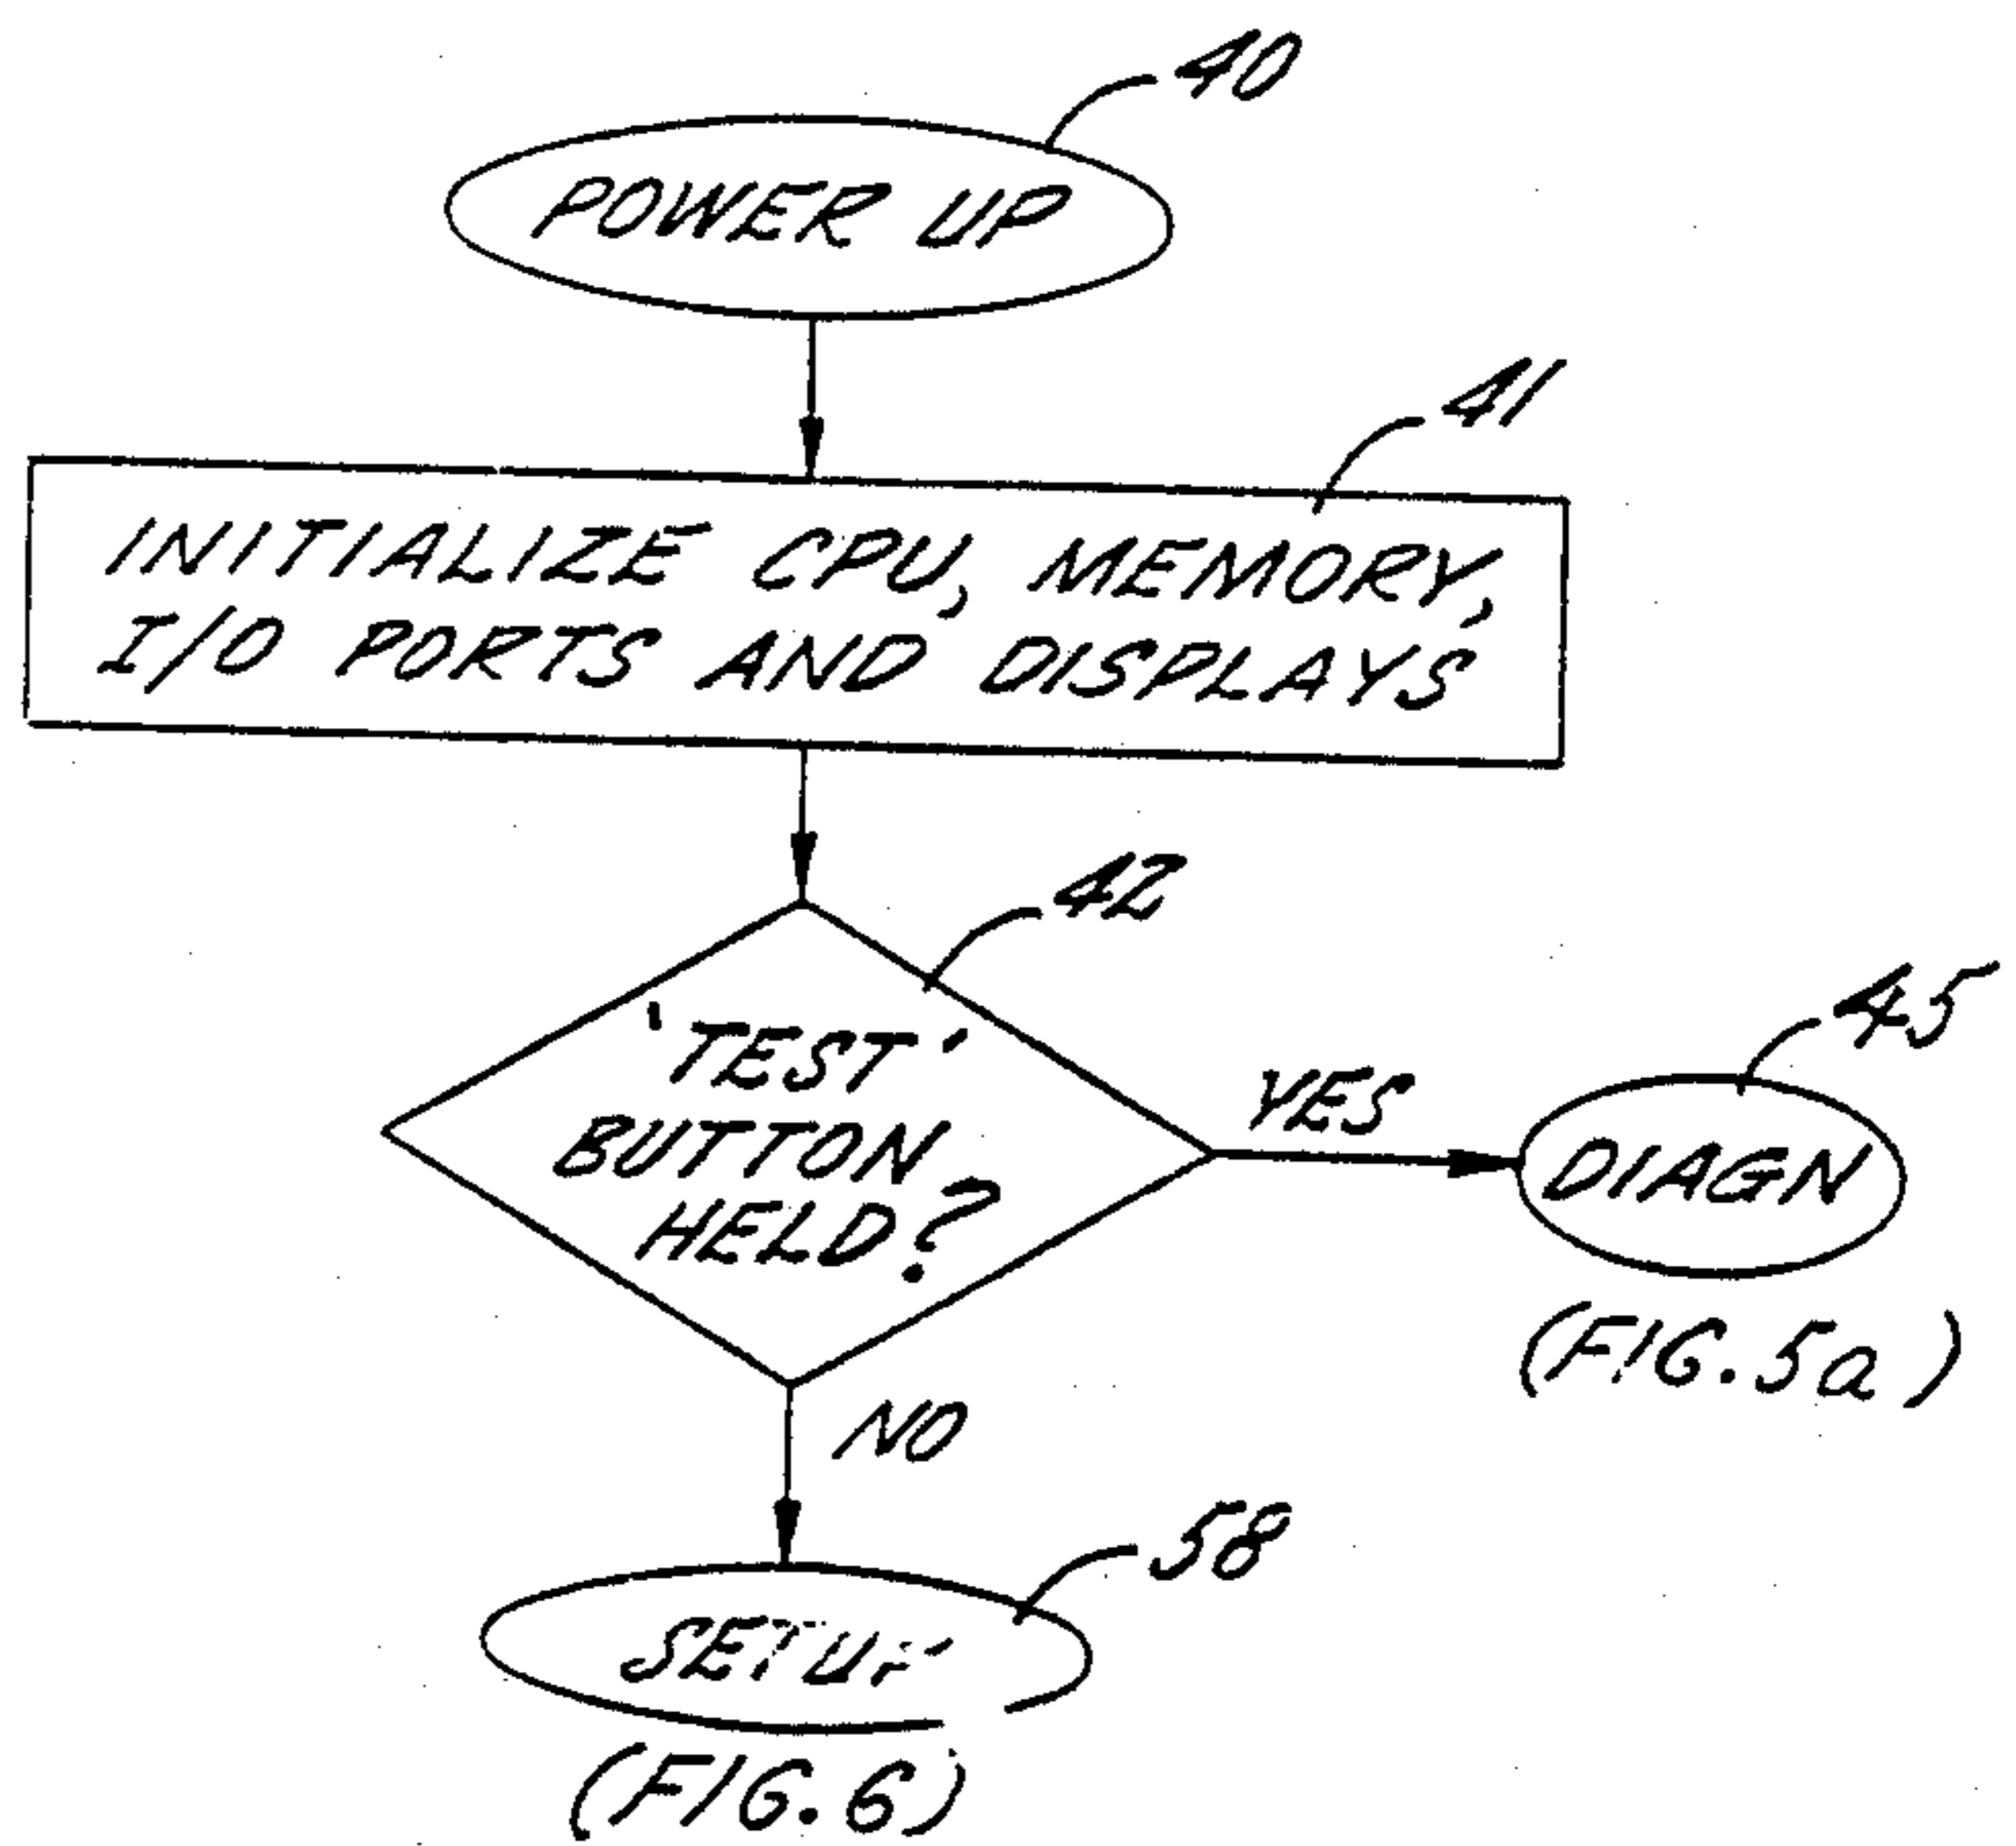 40
POWER UP
41
INITIALIZE CPU, MEMORY,
I/O PORTS AND DISPLAYS
42
'TEST'
BUTTON
HELD?
YES
45
DIAGN
(FIG. 5a)
NO
58
SETUP
(FIG. 6)